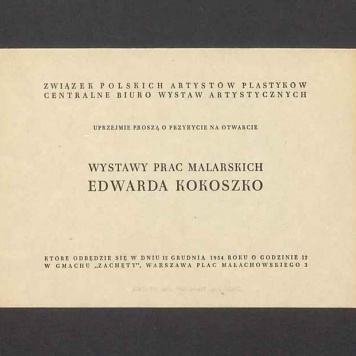 ZWIĄZEK POLSKICH ARTYSTÓW PLASTYKÓW
CENTRALNE BIURO WYSTAW ARTYSTYCZNYCH
UPRZEJMIE PROSZĄ O PRZYBYCIE NA OTWARCIE
WYSTAWY PRAC MALARSKICH
EDWARDA KOKOSZKO
KTÓRE ODBĘDZIE SIĘ W DNIU 11 GRUDNIA 1954 ROKU O GODZINIE 12
W GMACHU „ZACHĘTY", WARSZAWA PLAC MAŁACHOWSKIEGO 3